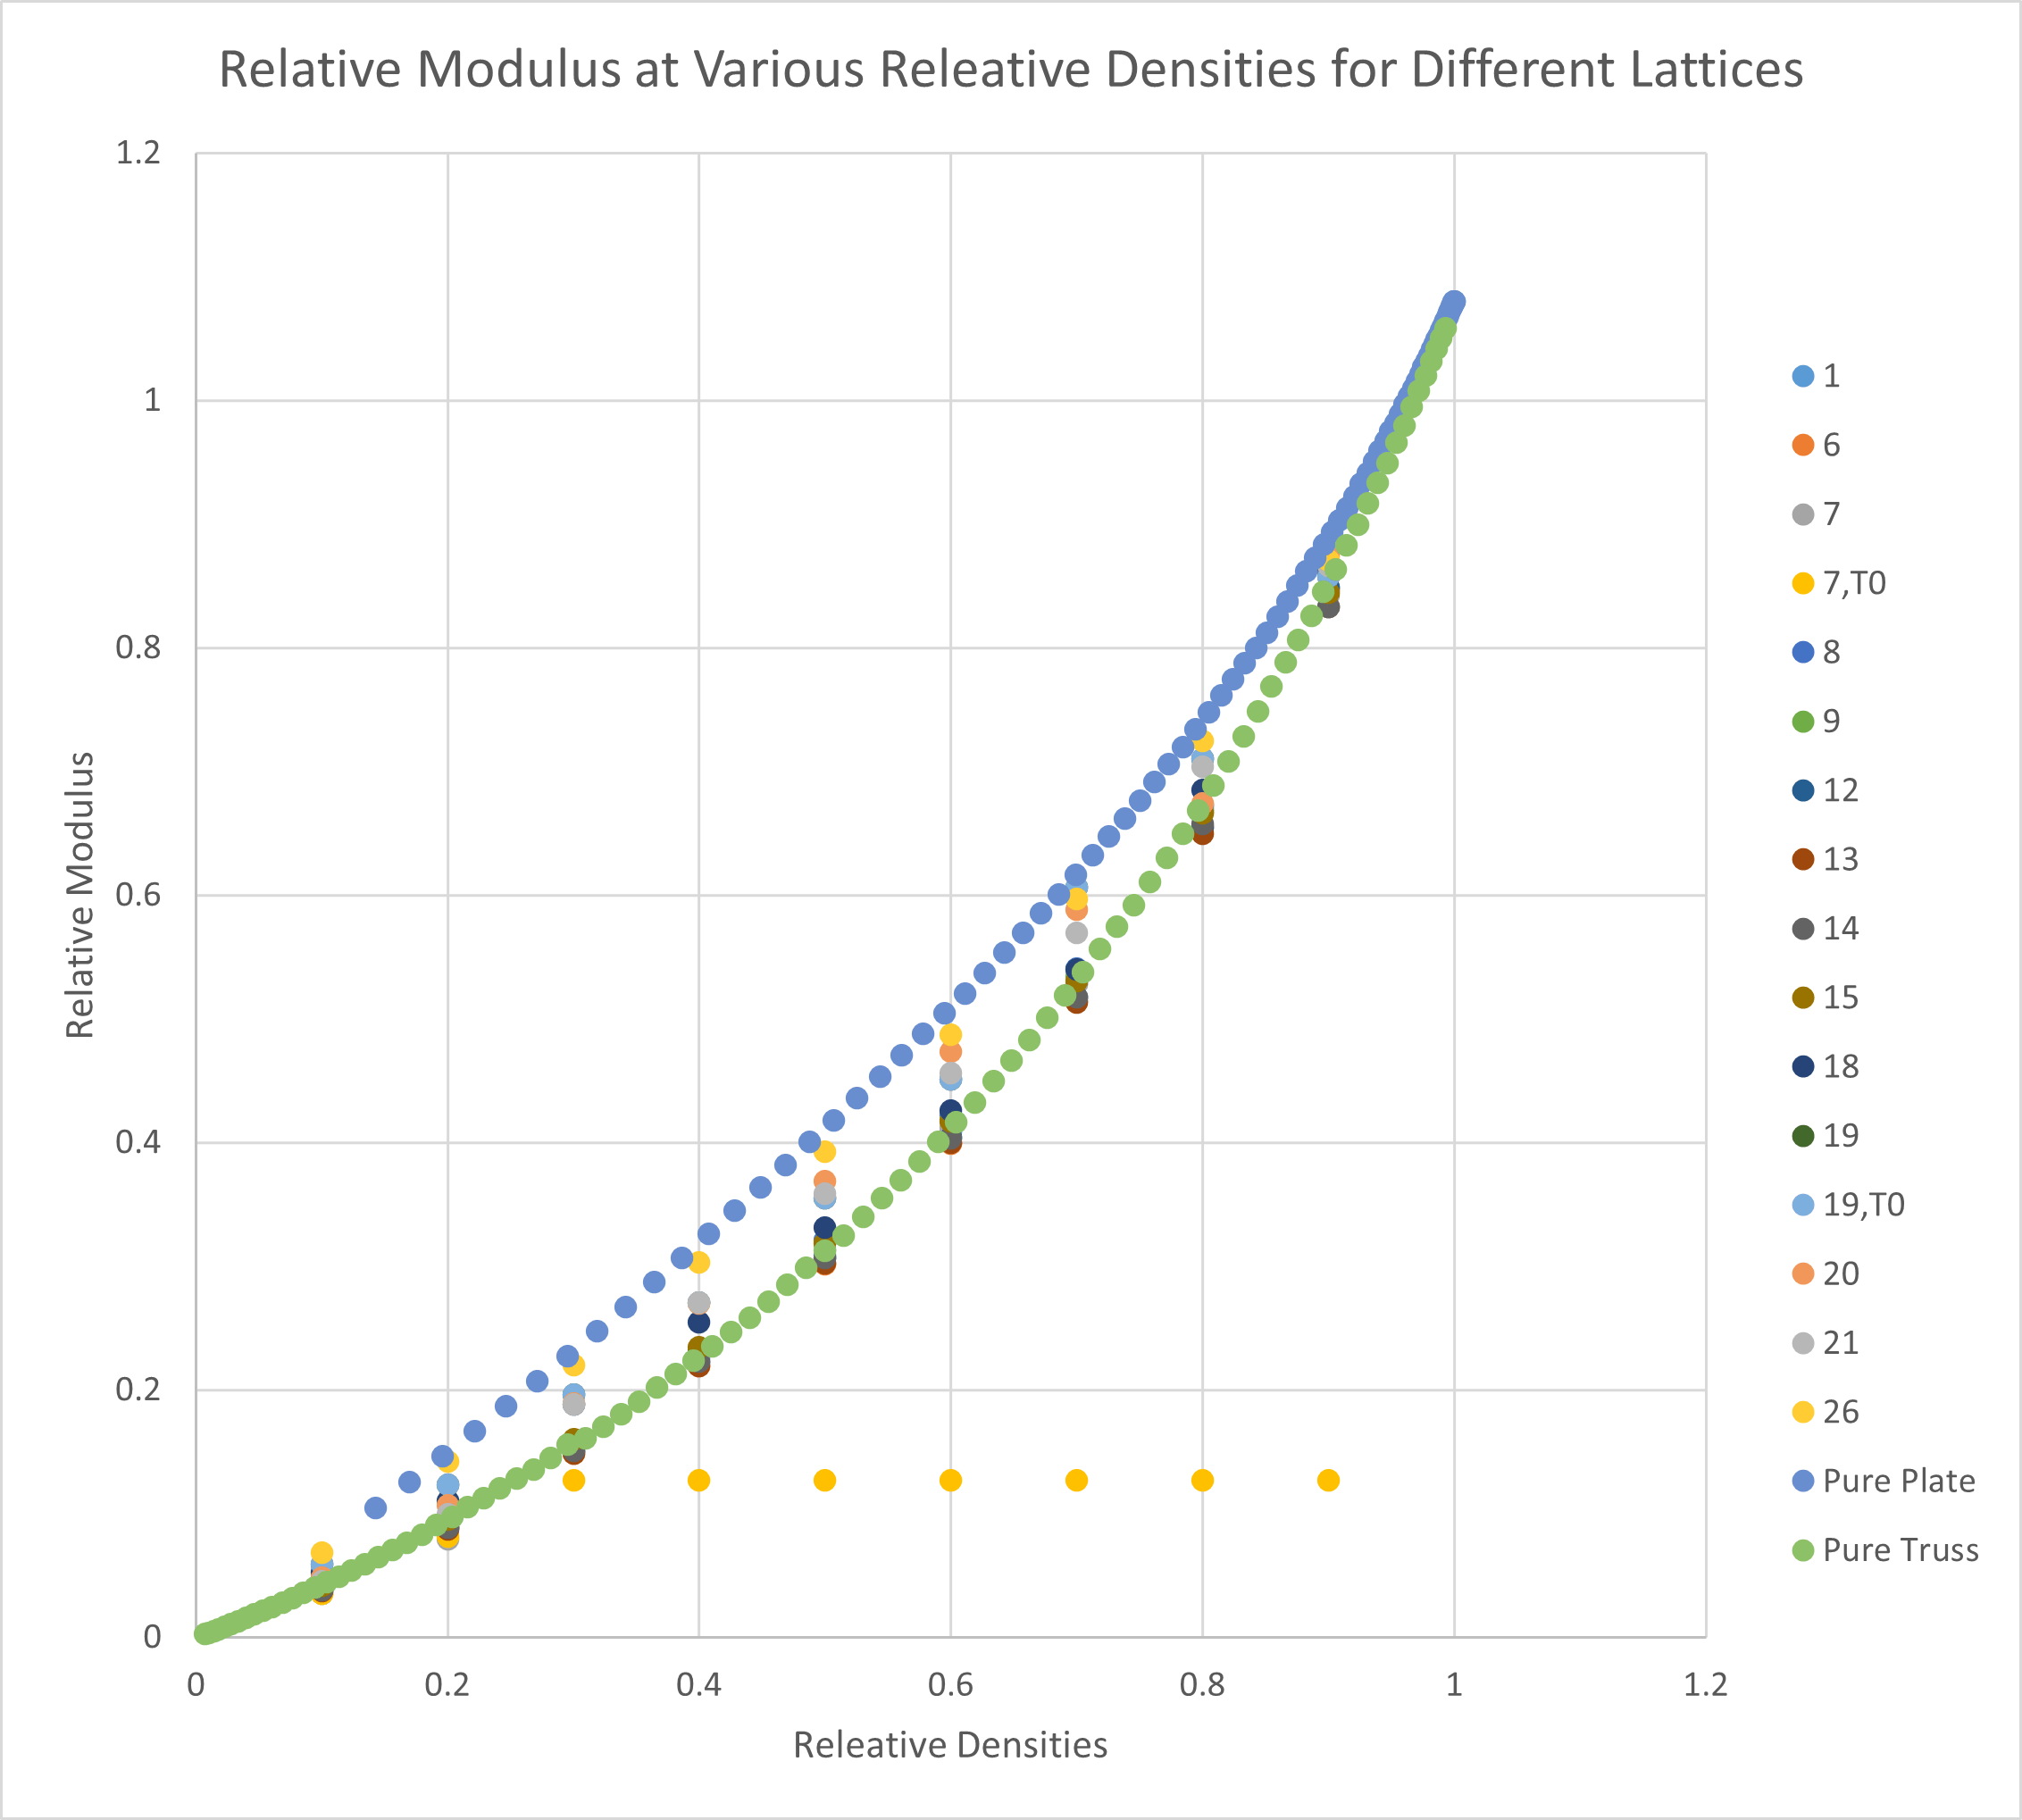 Relative Modulus at Various Releative Densities for Different Lattices
1.2
1
0.8
0.6
0.4
0.2
0
Relative Modulus
0 0.2 0.4 0.6 0.8 1 1.2
Releative Densities
1
6
7
7,T0
8
9
12
13
14
15
18
19
19,T0
20
21
26
Pure Plate
Pure Truss